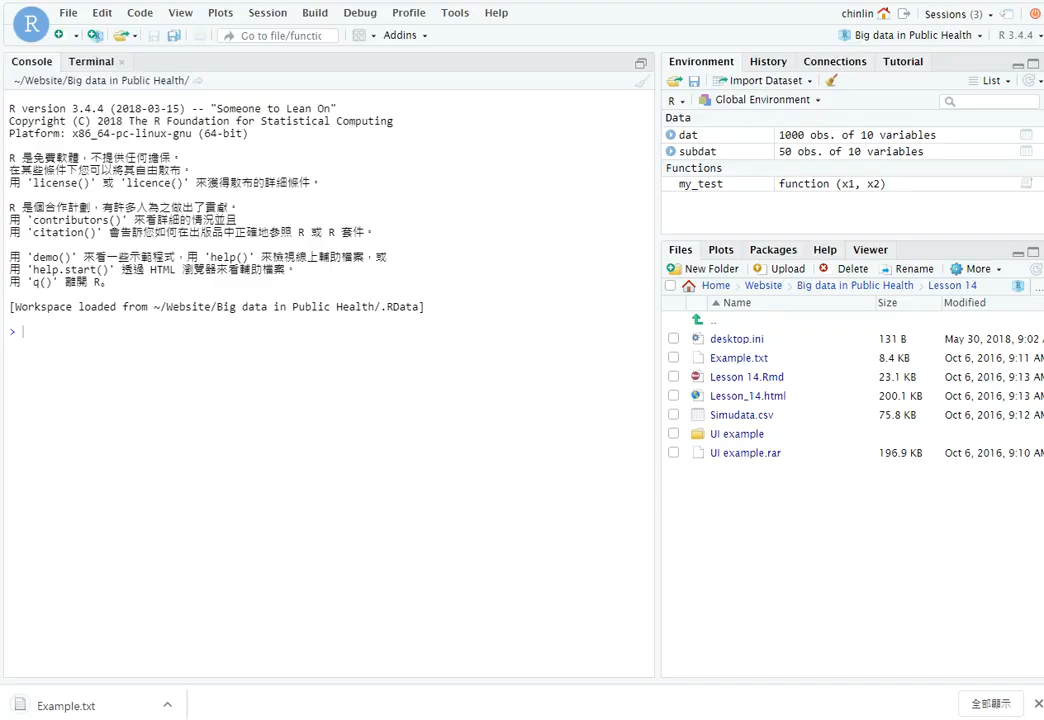 File Edit Code View Plots Session Build Debug Profile Tools Help
chinlin Sessions (3)
Go to file/functic Addins
Big data in Public Health R 3.4.4
Console Terminal
~/Website/Big data in Public Health/
R version 3.4.4 (2018-03-15) -- "Someone to Lean On"
Copyright (C) 2018 The R Foundation for Statistical Computing
Platform: x86_64-pc-linux-gnu (64-bit)
R 是免費軟體，不提供任何擔保。
在某些條件下您可以將其自由散布。
用 'license()' 或 'licence()' 來獲得散布的詳細條件。
R 是個合作計劃，有許多人為之做出了貢獻。
用 'contributors()' 來看詳細的情況並且
用 'citation()' 會告訴您如何在出版品中正確地參照 R 或 R 套件。
用 'demo()' 來看一些示範程式，用 'help()' 來檢視線上輔助檔案，或
用 'help.start()' 透過 HTML 瀏覽器來看輔助檔案。
用 'q()' 離開 R。
[Workspace loaded from ~/Website/Big data in Public Health/.RData]
>
Environment History Connections Tutorial
Import Dataset List
R Global Environment
Data
dat 1000 obs. of 10 variables
subdat 50 obs. of 10 variables
Functions
my_test function (x1, x2)
Files Plots Packages Help Viewer
New Folder Upload Delete Rename More
Home Website Big data in Public Health Lesson 14 ...
Name Size Modified
..
desktop.ini 131 B May 30, 2018, 9:02
Example.txt 8.4 KB Oct 6, 2016, 9:11 AM
Lesson 14.Rmd 23.1 KB Oct 6, 2016, 9:13 AM
Lesson_14.html 200.1 KB Oct 6, 2016, 9:13 AM
Simudata.csv 75.8 KB Oct 6, 2016, 9:12 AM
UI example
UI example.rar 196.9 KB Oct 6, 2016, 9:10 AM
Example.txt
全部顯示